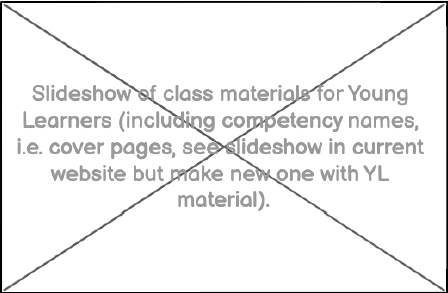 Slideshow of class materials for Young
Learners (including competency names,
i.e. cover pages, see slideshow in current
website but make new one with YL
material).